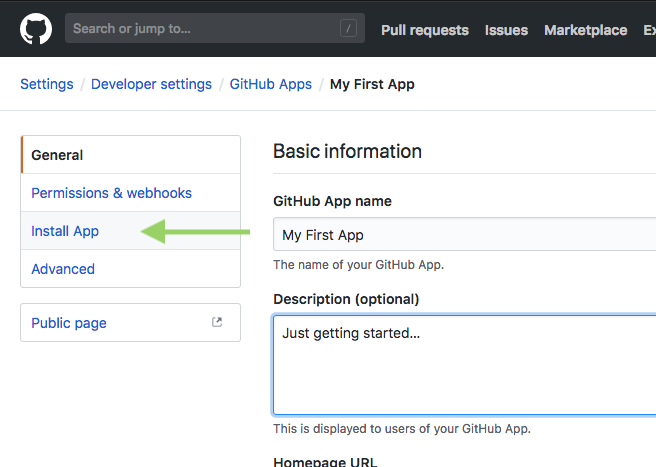 Search or jump to... / Pull requests Issues Marketplace Ex
Settings / Developer settings / GitHub Apps / My First App
General
Permissions & webhooks
Install App
Advanced
Public page
Basic information
GitHub App name
My First App
The name of your GitHub App.
Description (optional)
Just getting started...
This is displayed to users of your GitHub App.
Homepage URL